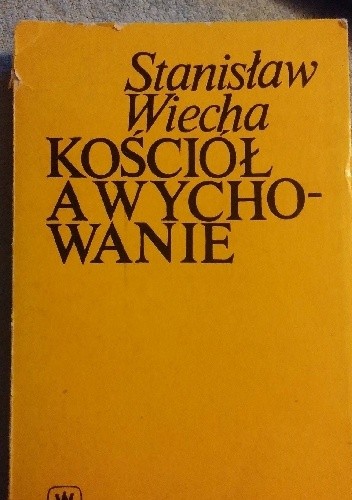 Stanisław
Wiecha
KOŚCIÓŁ
A WYCHO-
WANIE